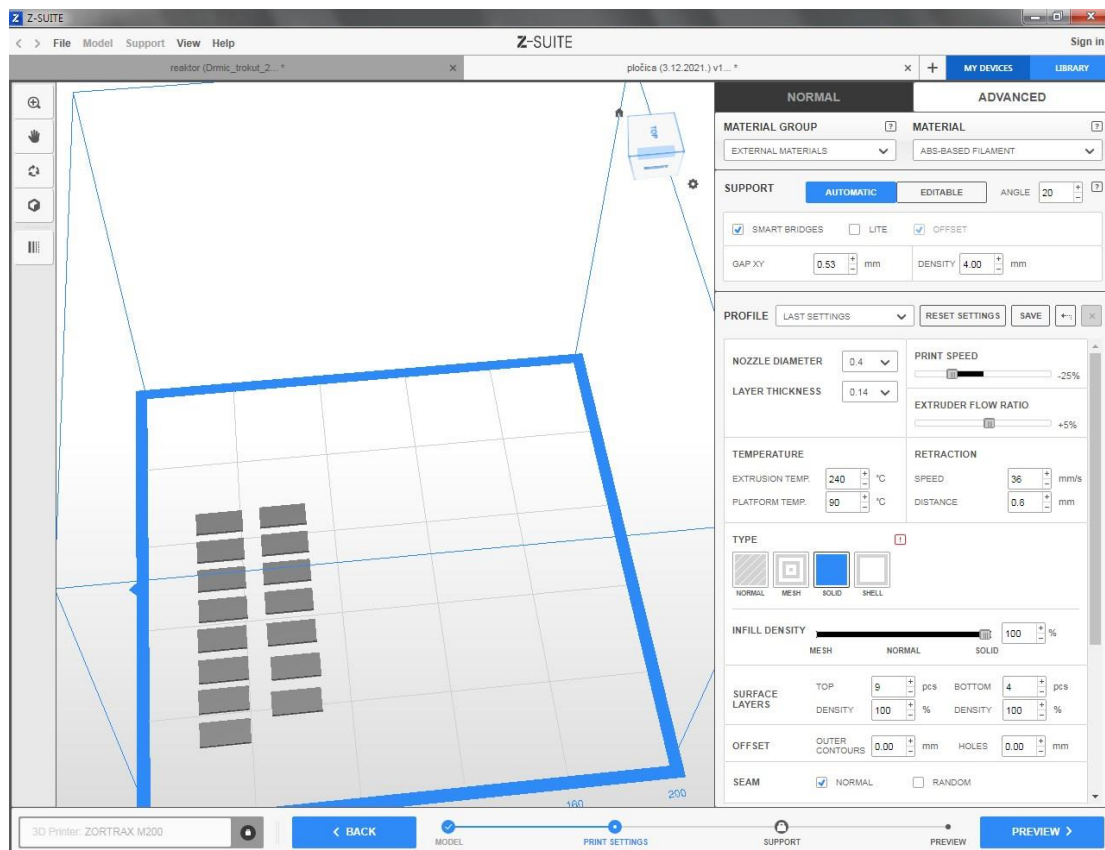 Z-SUITE
File Model Support View Help
Z-SUITE
Sign in
reaktor (Drmic_trokut_2... *
pločica (3.12.2021.) v1... *
MY DEVICES
LIBRARY
TOP
NORMAL
ADVANCED
MATERIAL GROUP ?
MATERIAL ?
EXTERNAL MATERIALS
ABS-BASED FILAMENT
SUPPORT AUTOMATIC EDITABLE ANGLE 20 ?
SMART BRIDGES LITE OFFSET
GAP XY 0.53 mm DENSITY 4.00 mm
PROFILE LAST SETTINGS RESET SETTINGS SAVE
NOZZLE DIAMETER 0.4
LAYER THICKNESS 0.14
PRINT SPEED
-25%
EXTRUDER FLOW RATIO
+5%
TEMPERATURE
EXTRUSION TEMP. 240 °C
PLATFORM TEMP. 90 °C
RETRACTION
SPEED 36 mm/s
DISTANCE 0.8 mm
TYPE
NORMAL MESH SOLID SHELL
INFILL DENSITY 100 %
MESH NORMAL SOLID
SURFACE LAYERS
TOP 9 pcs BOTTOM 4 pcs
DENSITY 100 % DENSITY 100 %
OFFSET OUTER CONTOURS 0.00 mm HOLES 0.00 mm
SEAM NORMAL RANDOM
160
200
3D Printer: ZORTRAX M200
< BACK
MODEL
PRINT SETTINGS
SUPPORT
PREVIEW
PREVIEW >